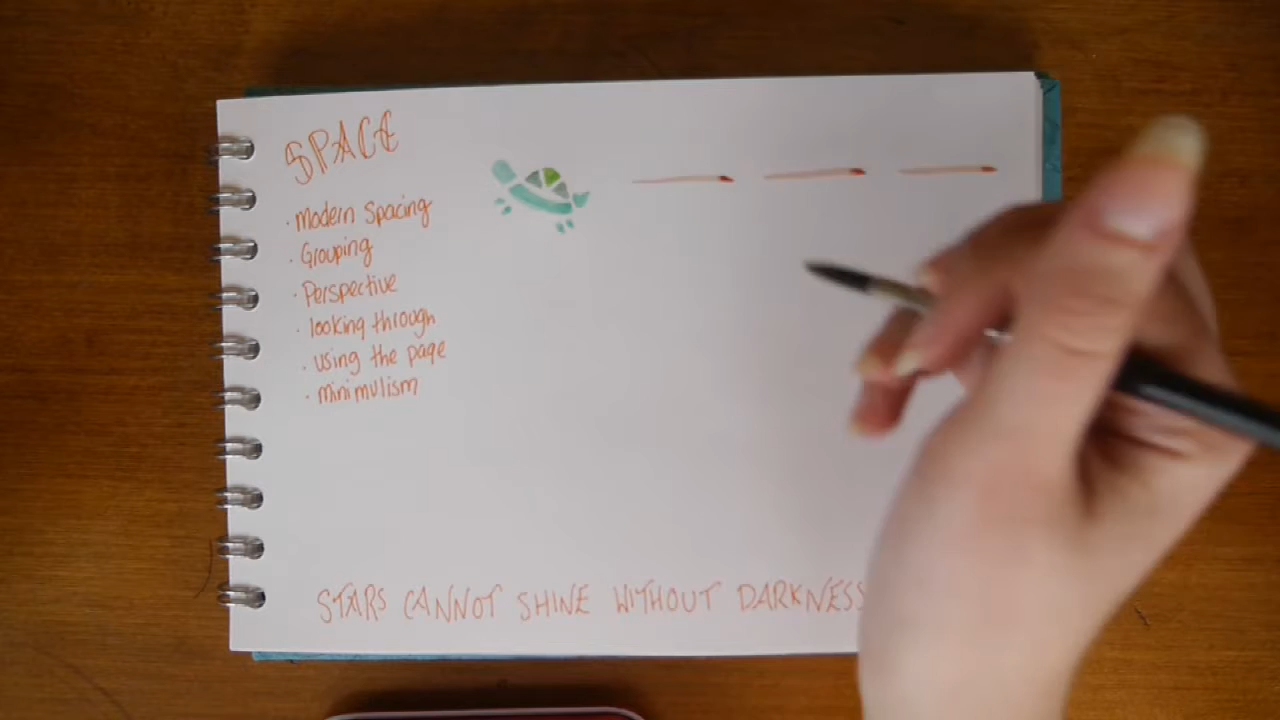 SPACE
· Modern Spacing
· Grouping
· Perspective
· looking through
· using the page
· minimulism
STARS CANNOT SHINE WITHOUT DARKNESS